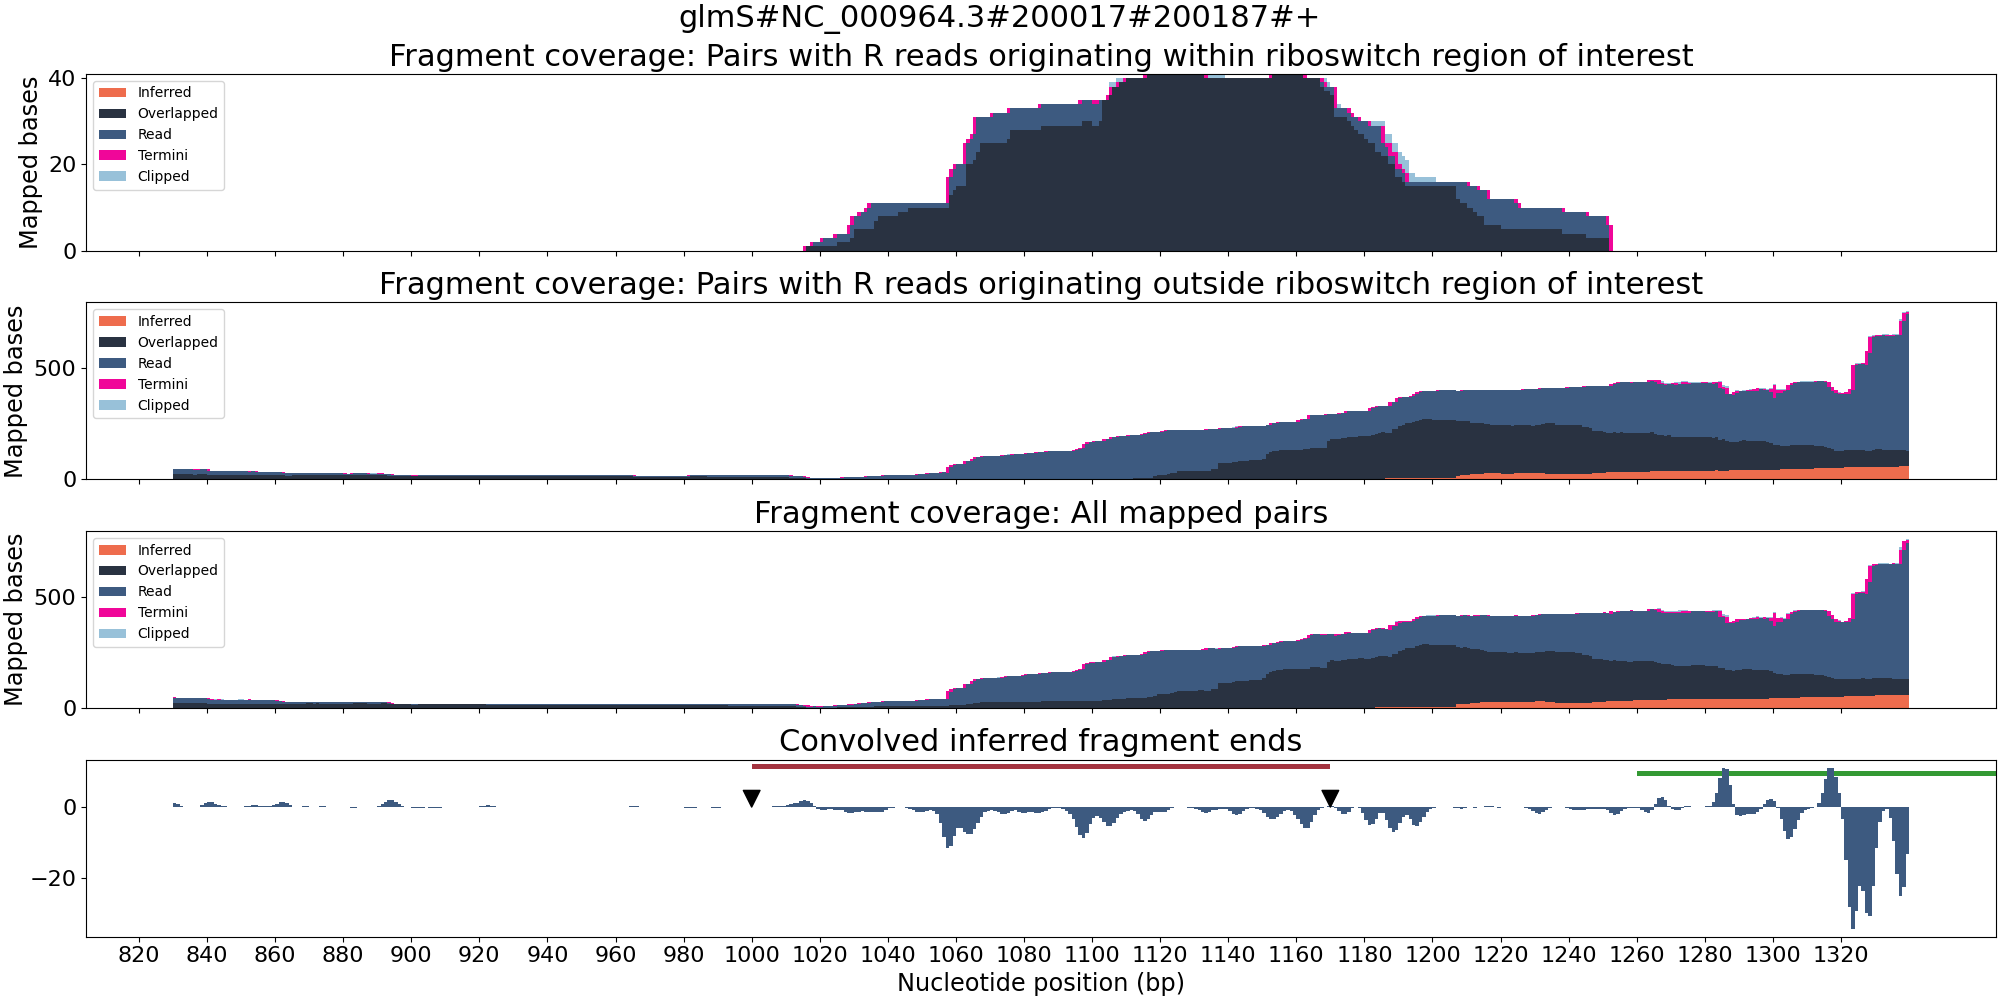 glmS#NC_000964.3#200017#200187#+
Fragment coverage: Pairs with R reads originating within riboswitch region of interest
Mapped bases
40
20
0
Inferred
Overlapped
Read
Termini
Clipped
Fragment coverage: Pairs with R reads originating outside riboswitch region of interest
Mapped bases
500
0
Inferred
Overlapped
Read
Termini
Clipped
Fragment coverage: All mapped pairs
Mapped bases
500
0
Inferred
Overlapped
Read
Termini
Clipped
Convolved inferred fragment ends
0
−20
820 840 860 880 900 920 940 960 980 1000 1020 1040 1060 1080 1100 1120 1140 1160 1180 1200 1220 1240 1260 1280 1300 1320
Nucleotide position (bp)